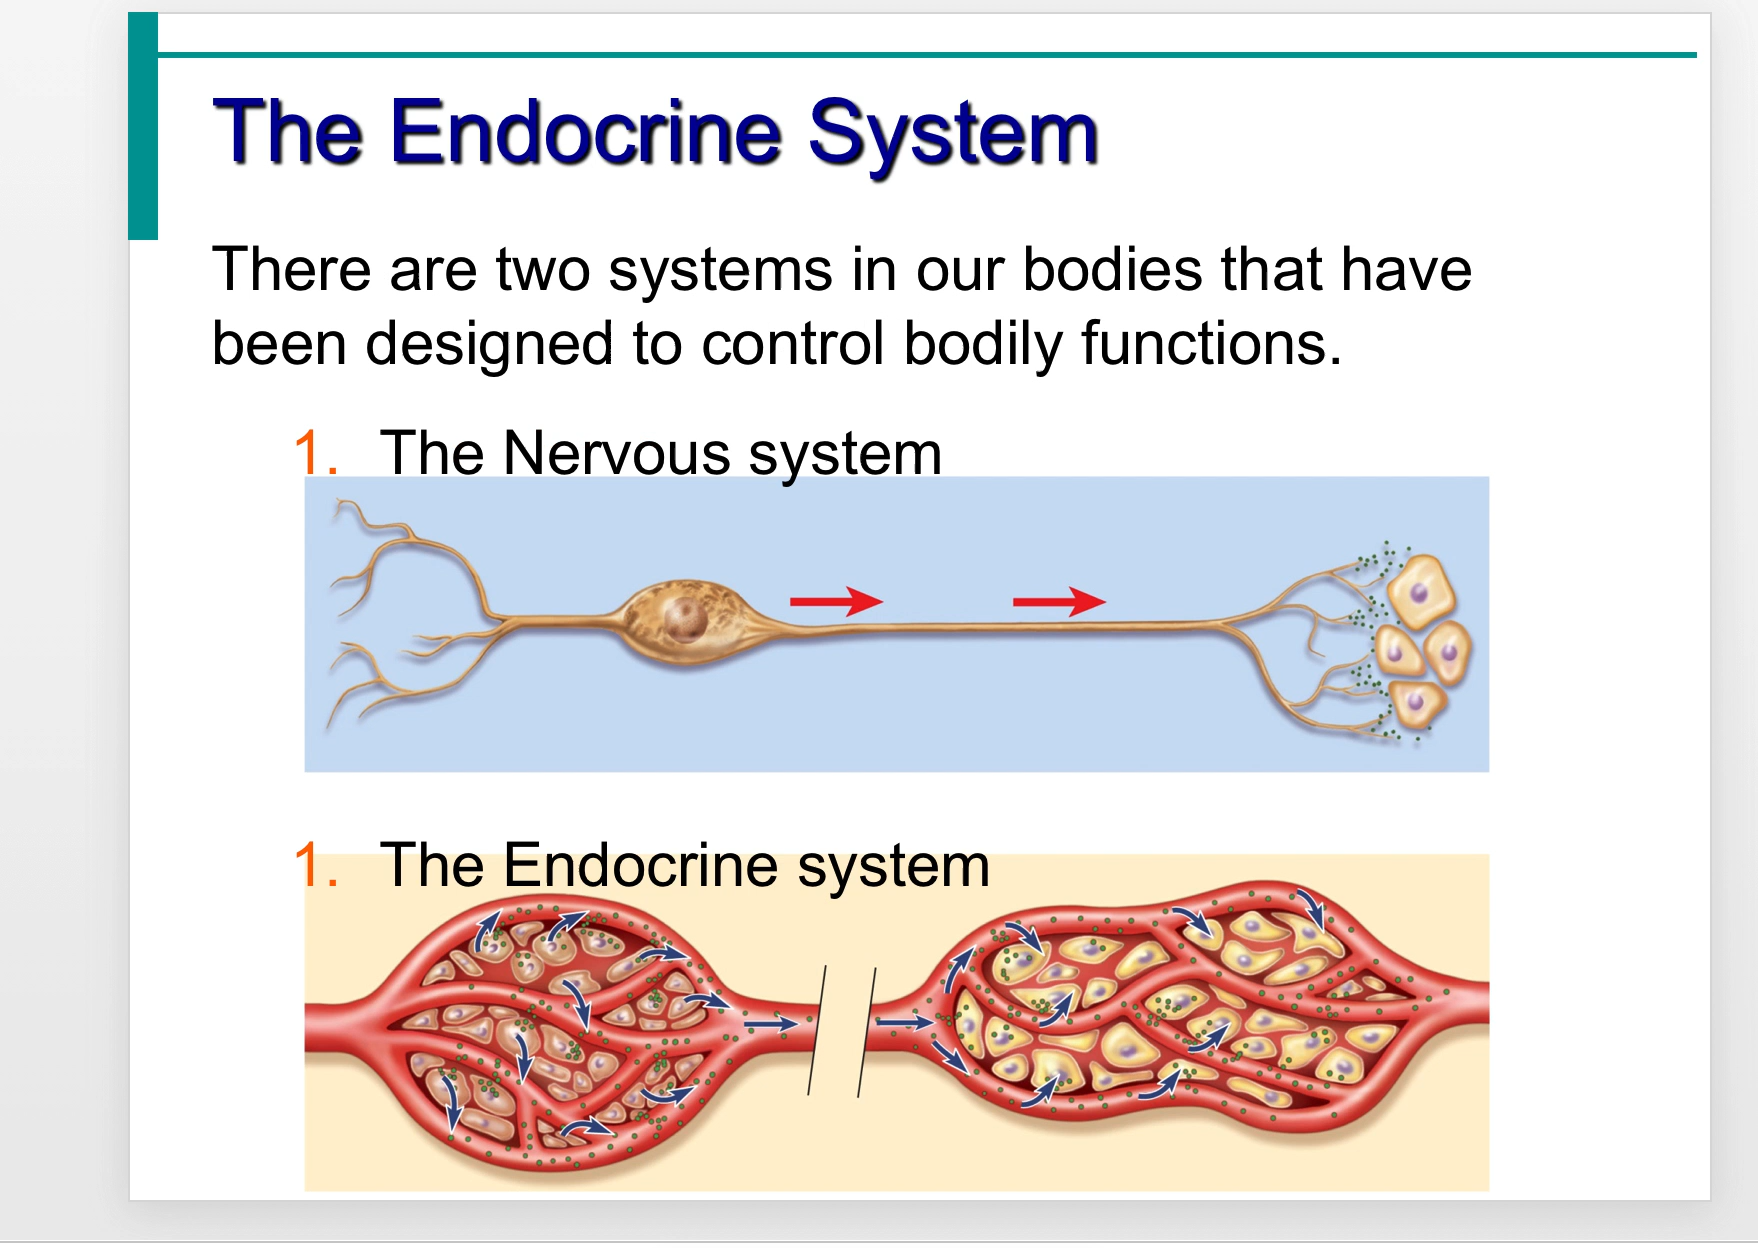 The Endocrine System
There are two systems in our bodies that have
been designed to control bodily functions.
1. The Nervous system
1. The Endocrine system